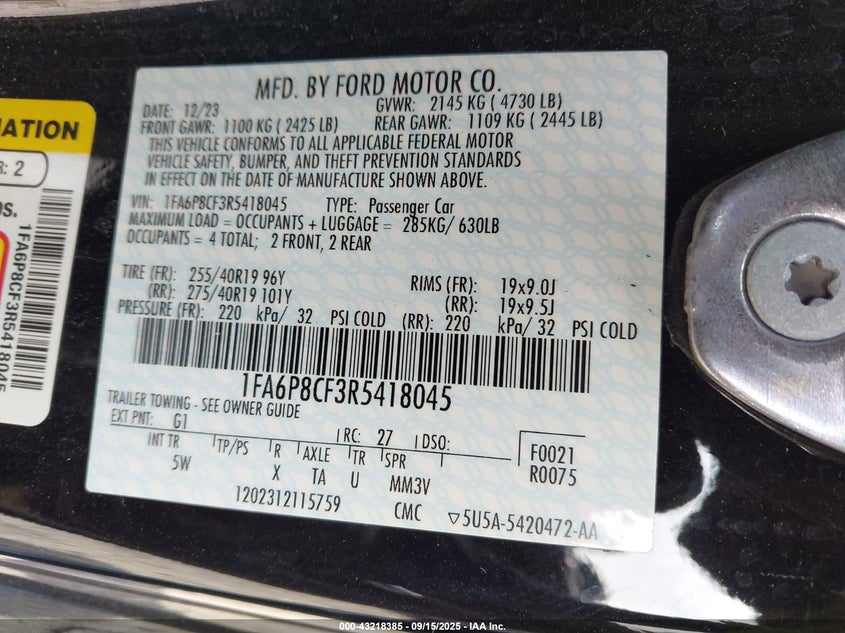 MFD. BY FORD MOTOR CO.
DATE: 12/23
GVWR: 2145 KG ( 4730 LB)
FRONT GAWR: 1100 KG ( 2425 LB)
REAR GAWR: 1109 KG ( 2445 LB)
THIS VEHICLE CONFORMS TO ALL APPLICABLE FEDERAL MOTOR
VEHICLE SAFETY, BUMPER, AND THEFT PREVENTION STANDARDS
IN EFFECT ON THE DATE OF MANUFACTURE SHOWN ABOVE.
VIN: 1FA6P8CF3R5418045 TYPE: Passenger Car
MAXIMUM LOAD = OCCUPANTS + LUGGAGE = 285KG/ 630LB
OCCUPANTS = 4 TOTAL; 2 FRONT, 2 REAR
TIRE (FR): 255/40R19 96Y RIMS (FR): 19x9.0J
(RR): 275/40R19 101Y (RR): 19x9.5J
PRESSURE (FR): 220 kPa/ 32 PSI COLD (RR): 220 kPa/ 32 PSI COLD
1FA6P8CF3R5418045
TRAILER TOWING - SEE OWNER GUIDE
EXT PNT: G1 RC: 27 DSO: F0021
INT TR TP/PS R AXLE TR SPR R0075
5W X TA U MM3V
1202312115759 CMC ▽5U5A-5420472-AA
MATION
R: 2
OS.
1FA6P8CF3R5418045
000-43218385 - 09/15/2025 - IAA Inc.